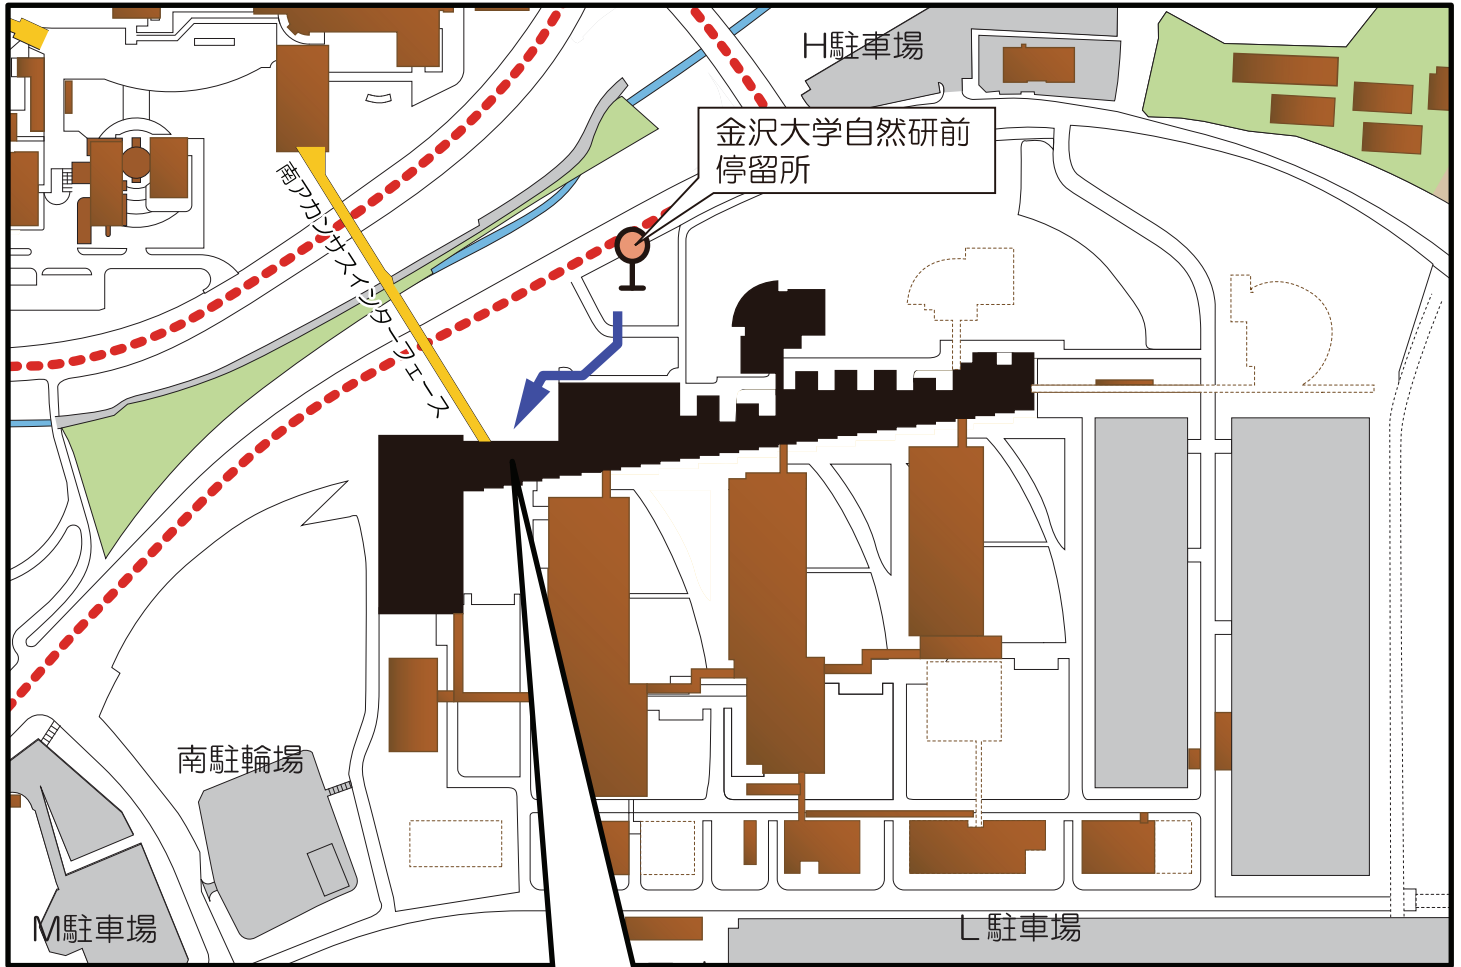 H駐車場
金沢大学自然研前
停留所
南アカンサスインターフェース
南駐輪場
M駐車場
L駐車場